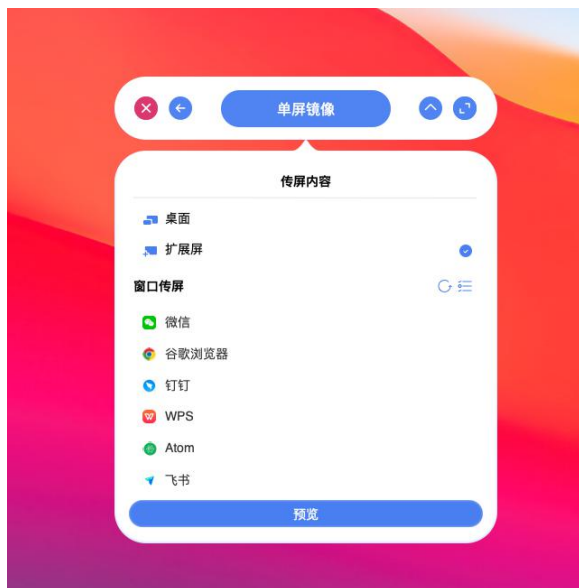 单屏镜像
传屏内容
桌面
扩展屏
窗口传屏
微信
谷歌浏览器
钉钉
WPS
Atom
飞书
预览